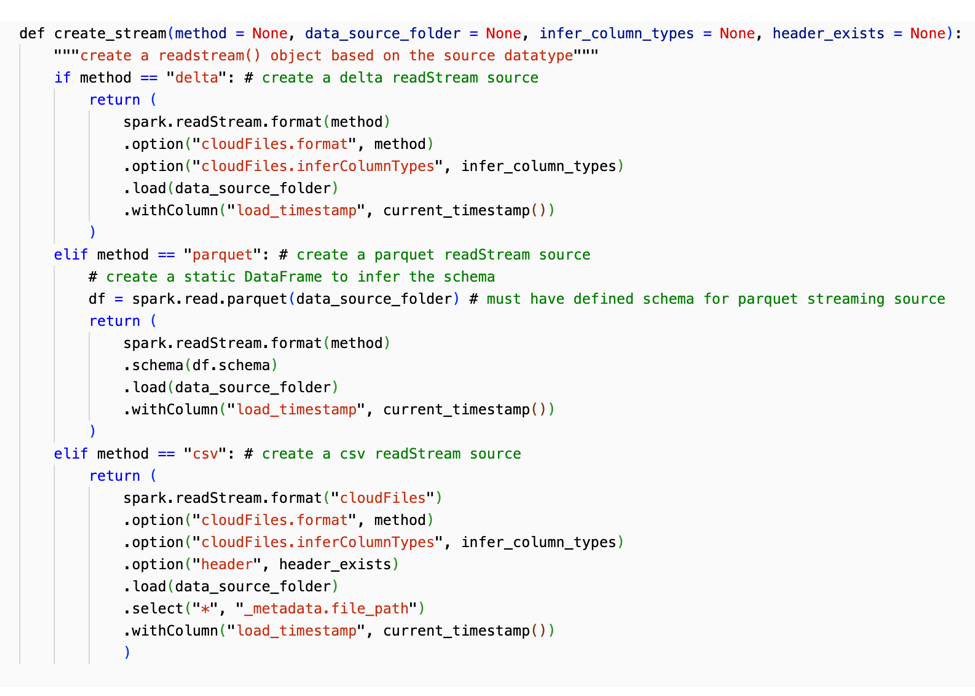 def create_stream(method = None, data_source_folder = None, infer_column_types = None, header_exists = None):
    """create a readstream() object based on the source datatype"""
    if method == "delta": # create a delta readStream source
        return (
            spark.readStream.format(method)
            .option("cloudFiles.format", method)
            .option("cloudFiles.inferColumnTypes", infer_column_types)
            .load(data_source_folder)
            .withColumn("load_timestamp", current_timestamp())
        )
    elif method == "parquet": # create a parquet readStream source
        # create a static DataFrame to infer the schema
        df = spark.read.parquet(data_source_folder) # must have defined schema for parquet streaming source
        return (
            spark.readStream.format(method)
            .schema(df.schema)
            .load(data_source_folder)
            .withColumn("load_timestamp", current_timestamp())
        )
    elif method == "csv": # create a csv readStream source
        return (
            spark.readStream.format("cloudFiles")
            .option("cloudFiles.format", method)
            .option("cloudFiles.inferColumnTypes", infer_column_types)
            .option("header", header_exists)
            .load(data_source_folder)
            .select("*", "_metadata.file_path")
            .withColumn("load_timestamp", current_timestamp())
            )